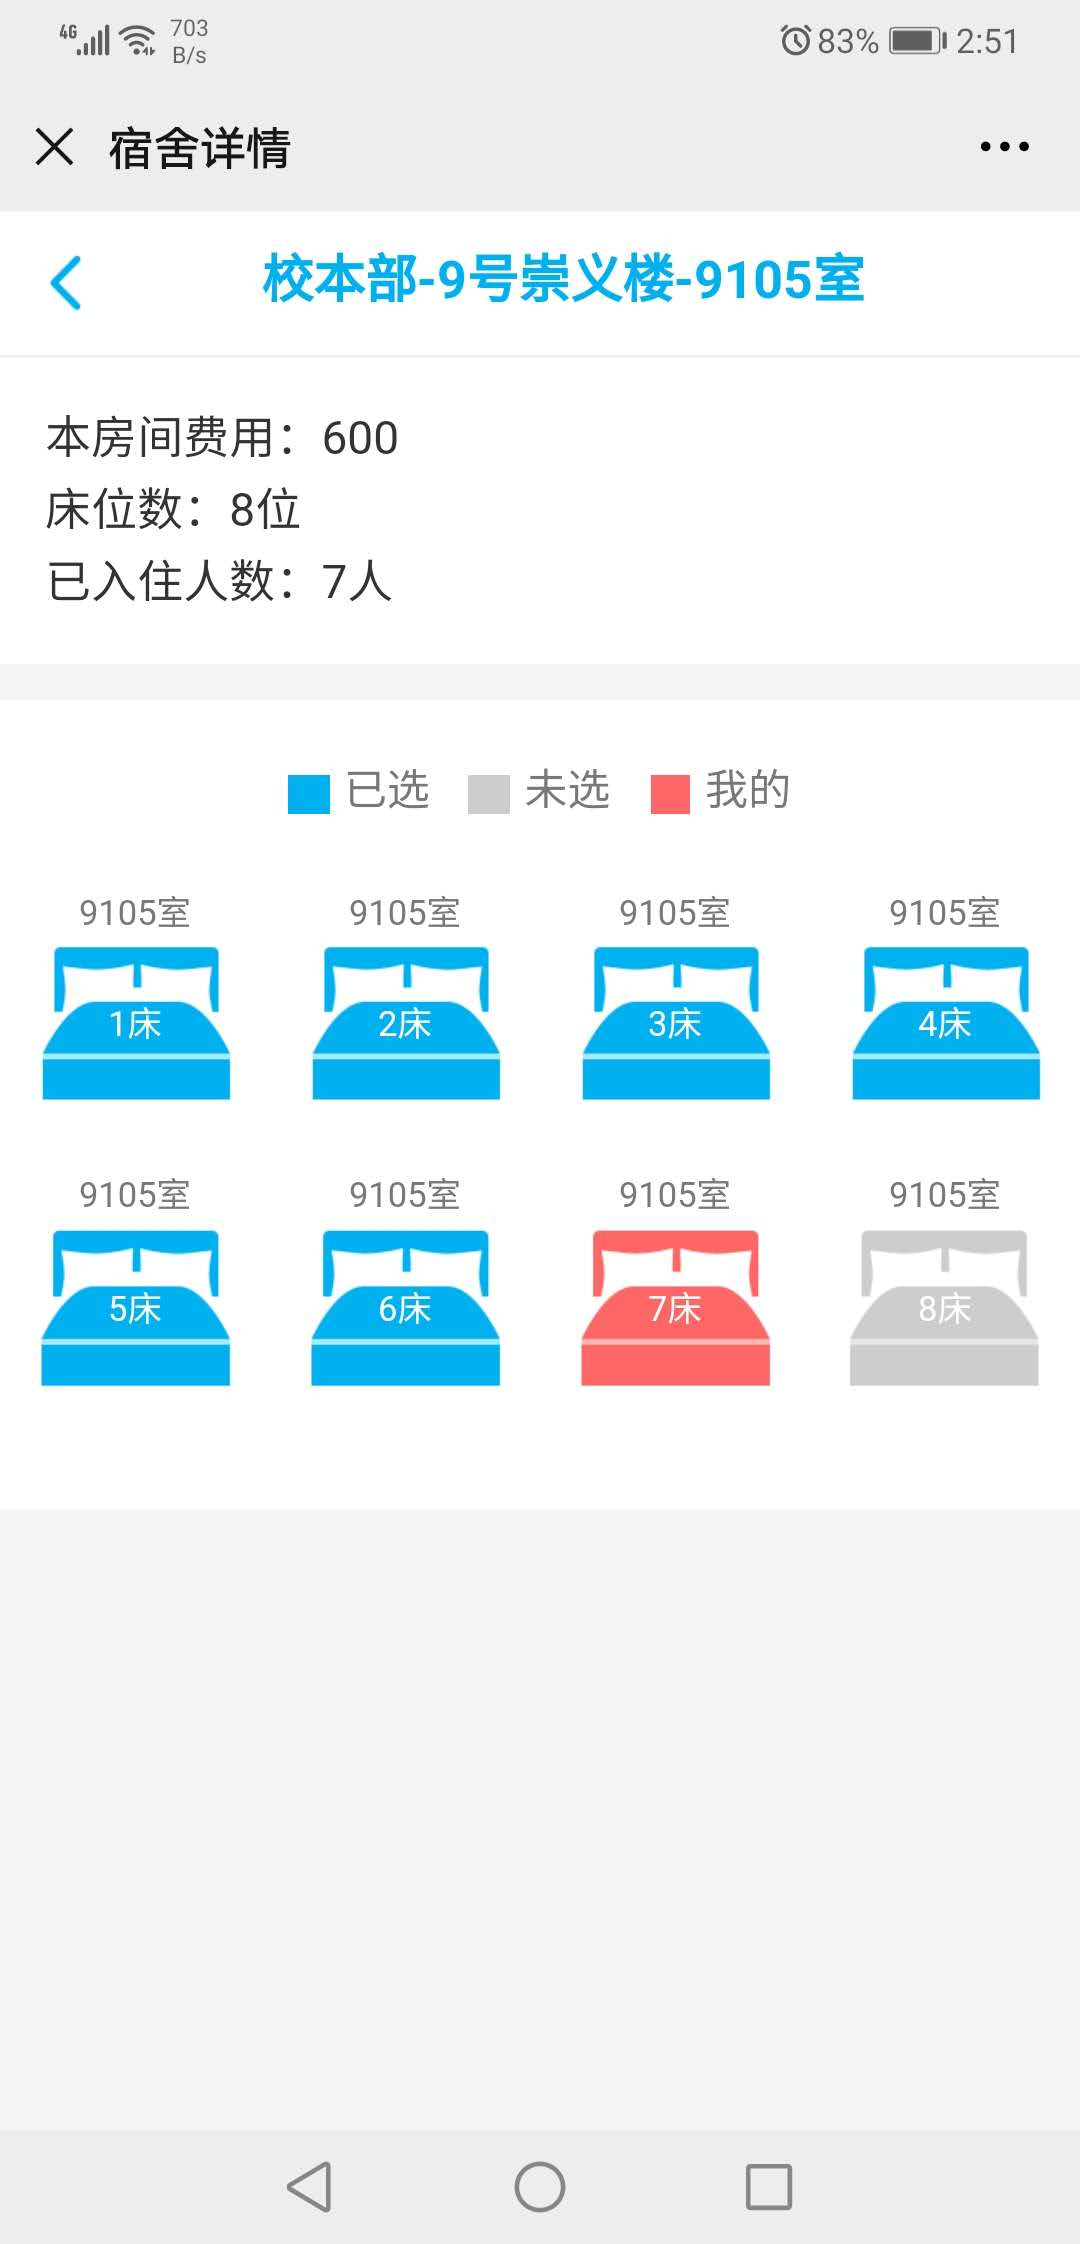 4G 703 B/s 83% 2:51
宿舍详情
校本部-9号崇义楼-9105室
本房间费用：600
床位数：8位
已入住人数：7人
已选 未选 我的
9105室 9105室 9105室 9105室
1床 2床 3床 4床
9105室 9105室 9105室 9105室
5床 6床 7床 8床